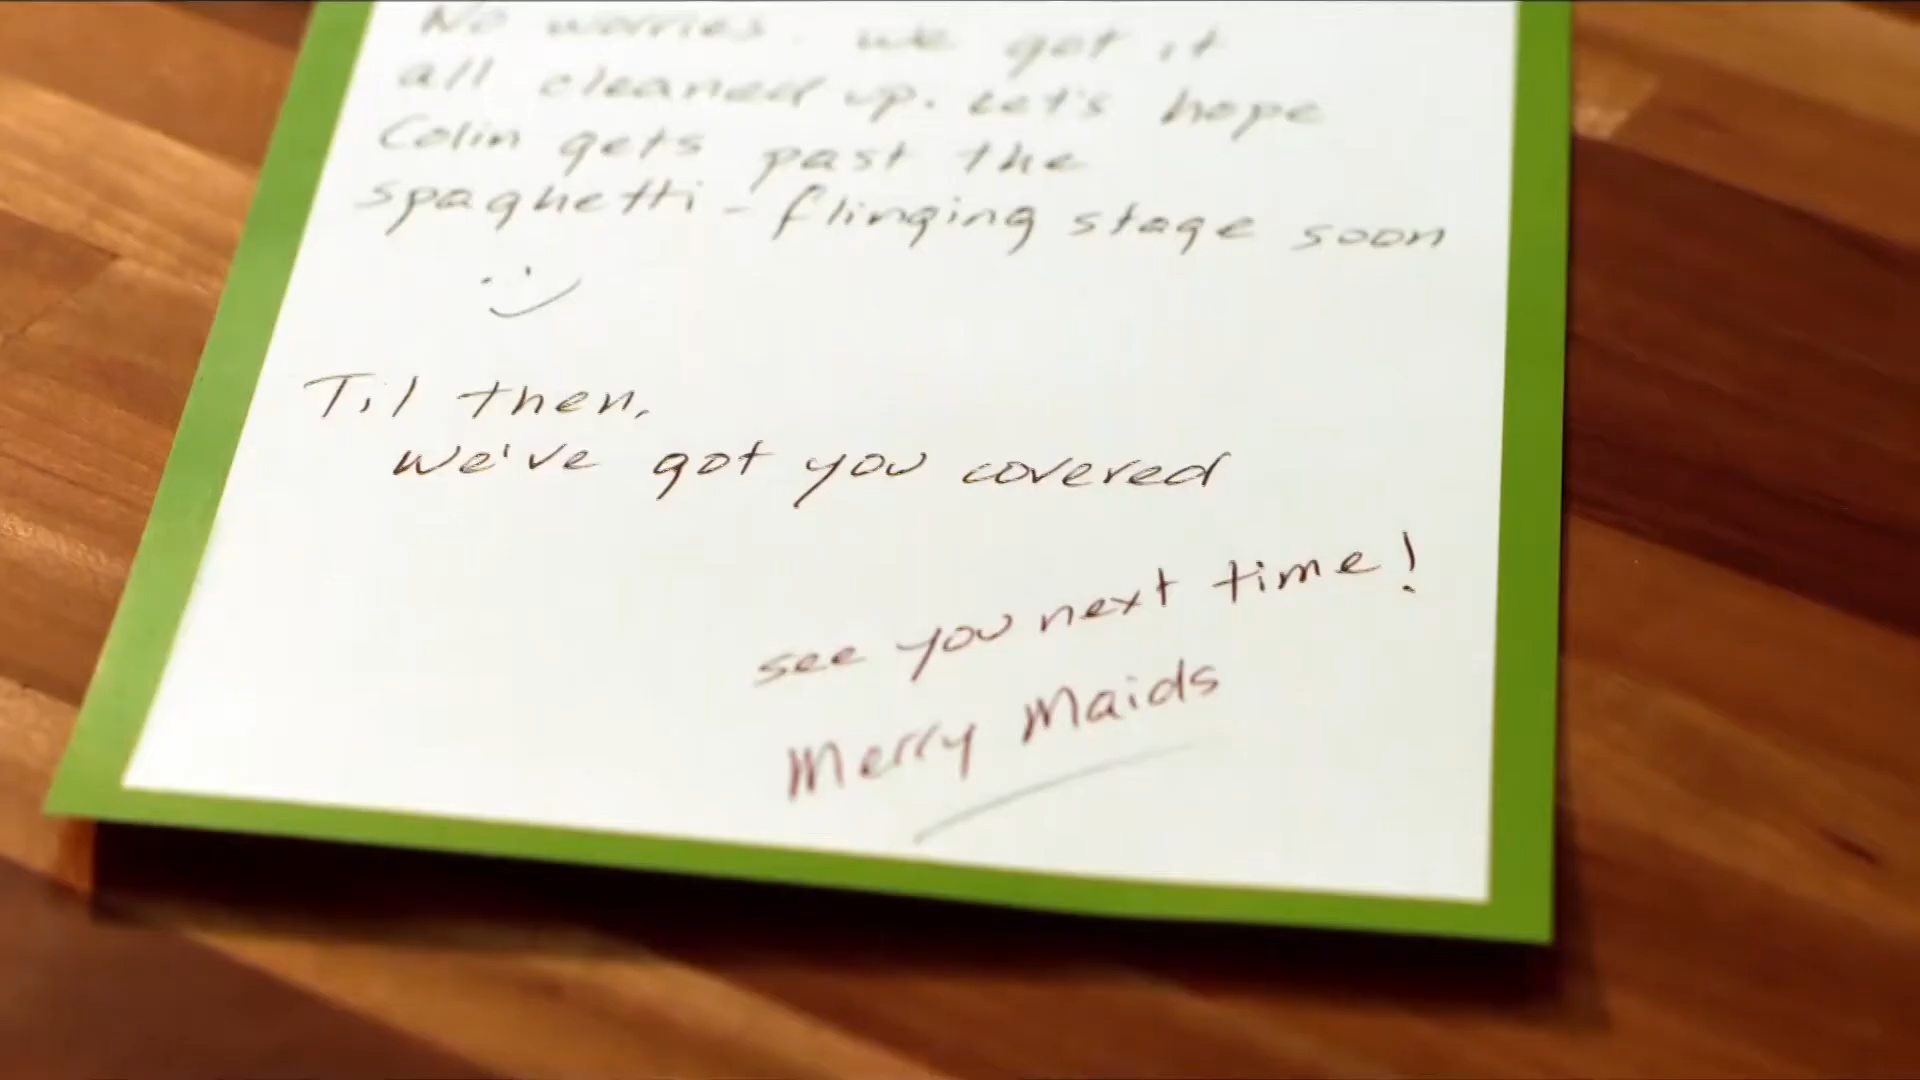 No worries. we got it
all cleaned up. Let's hope
Colin gets past the
spaghetti-flinging stage soon
:)
Til then,
we've got you covered
see you next time!
Merry Maids